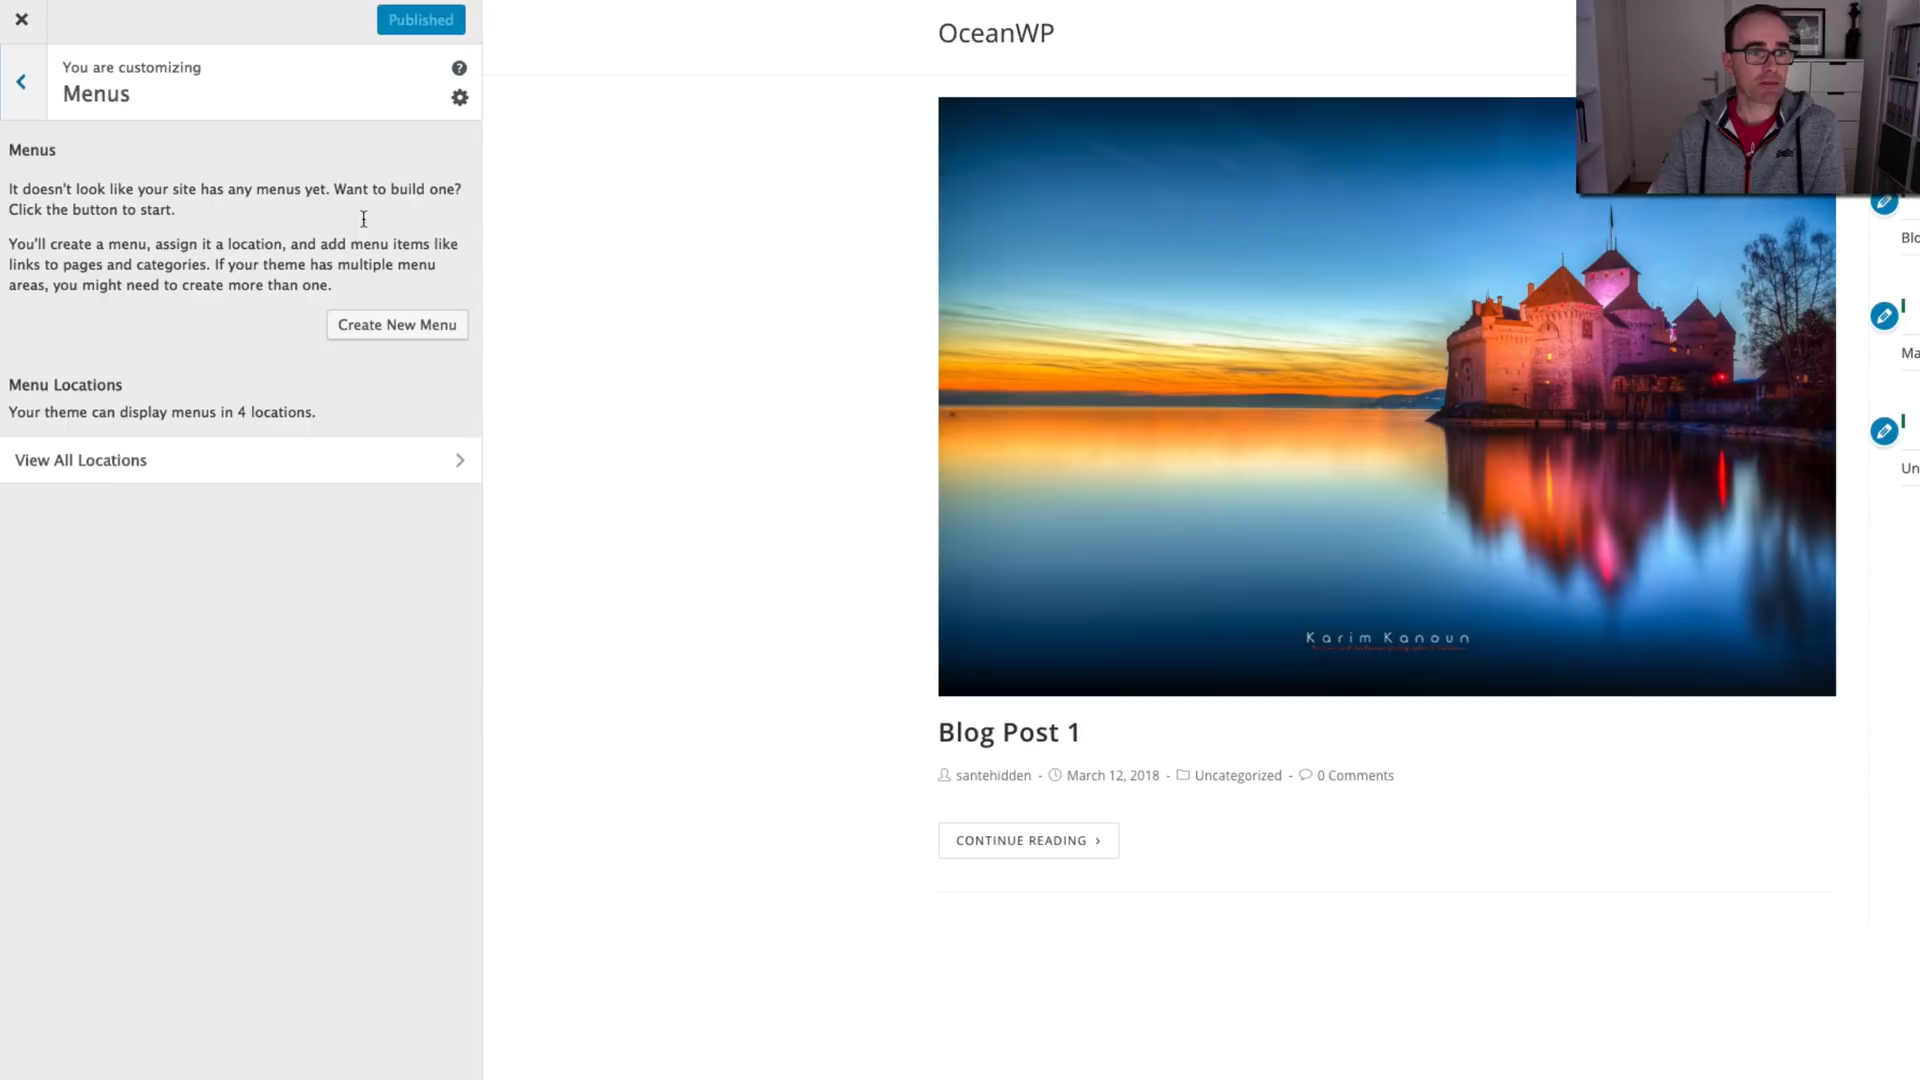 Published
You are customizing
Menus
Menus
It doesn't look like your site has any menus yet. Want to build one?
Click the button to start.
You'll create a menu, assign it a location, and add menu items like
links to pages and categories. If your theme has multiple menu
areas, you might need to create more than one.
Create New Menu
Menu Locations
Your theme can display menus in 4 locations.
View All Locations
OceanWP
Karim Kanoun
Blog Post 1
santehidden - March 12, 2018 - Uncategorized - 0 Comments
CONTINUE READING ›
Blo
Ma
Un